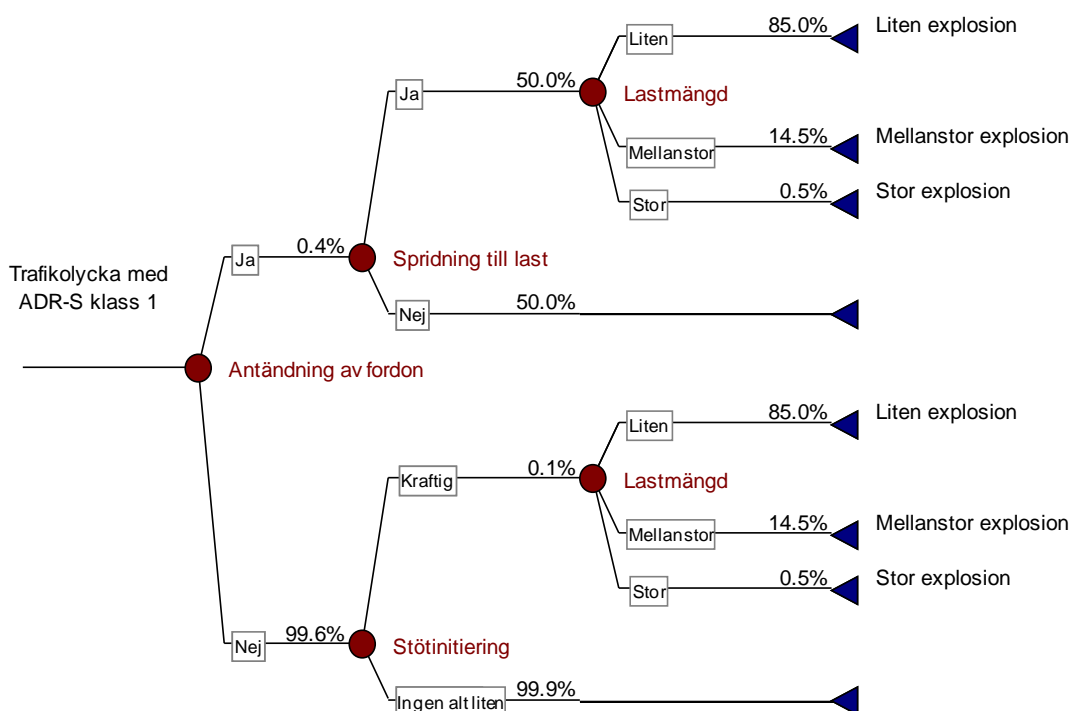 Liten
85.0%
Liten explosion
Ja
50.0%
Lastmängd
Mellanstor
14.5%
Mellanstor explosion
Stor
0.5%
Stor explosion
Trafikolycka med
ADR-S klass 1
Ja
0.4%
Spridning till last
Nej
50.0%
Antändning av fordon
Liten
85.0%
Liten explosion
Kraftig
0.1%
Lastmängd
Mellanstor
14.5%
Mellanstor explosion
Stor
0.5%
Stor explosion
Nej
99.6%
Stötinitiering
Ingen alt liten
99.9%